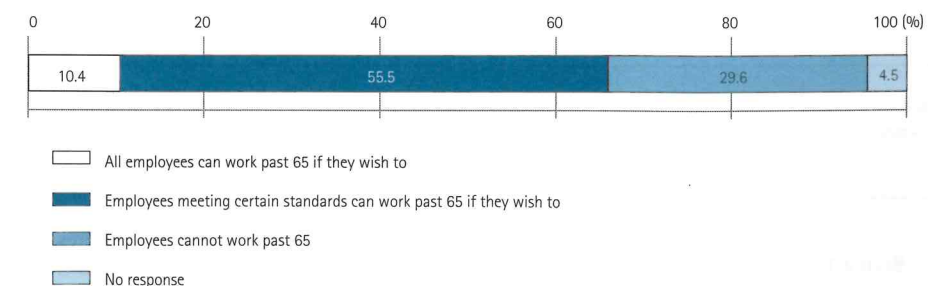 0 20 40 60 80 100 (%)
10.4 55.5 29.6 4.5
All employees can work past 65 if they wish to
Employees meeting certain standards can work past 65 if they wish to
Employees cannot work past 65
No response